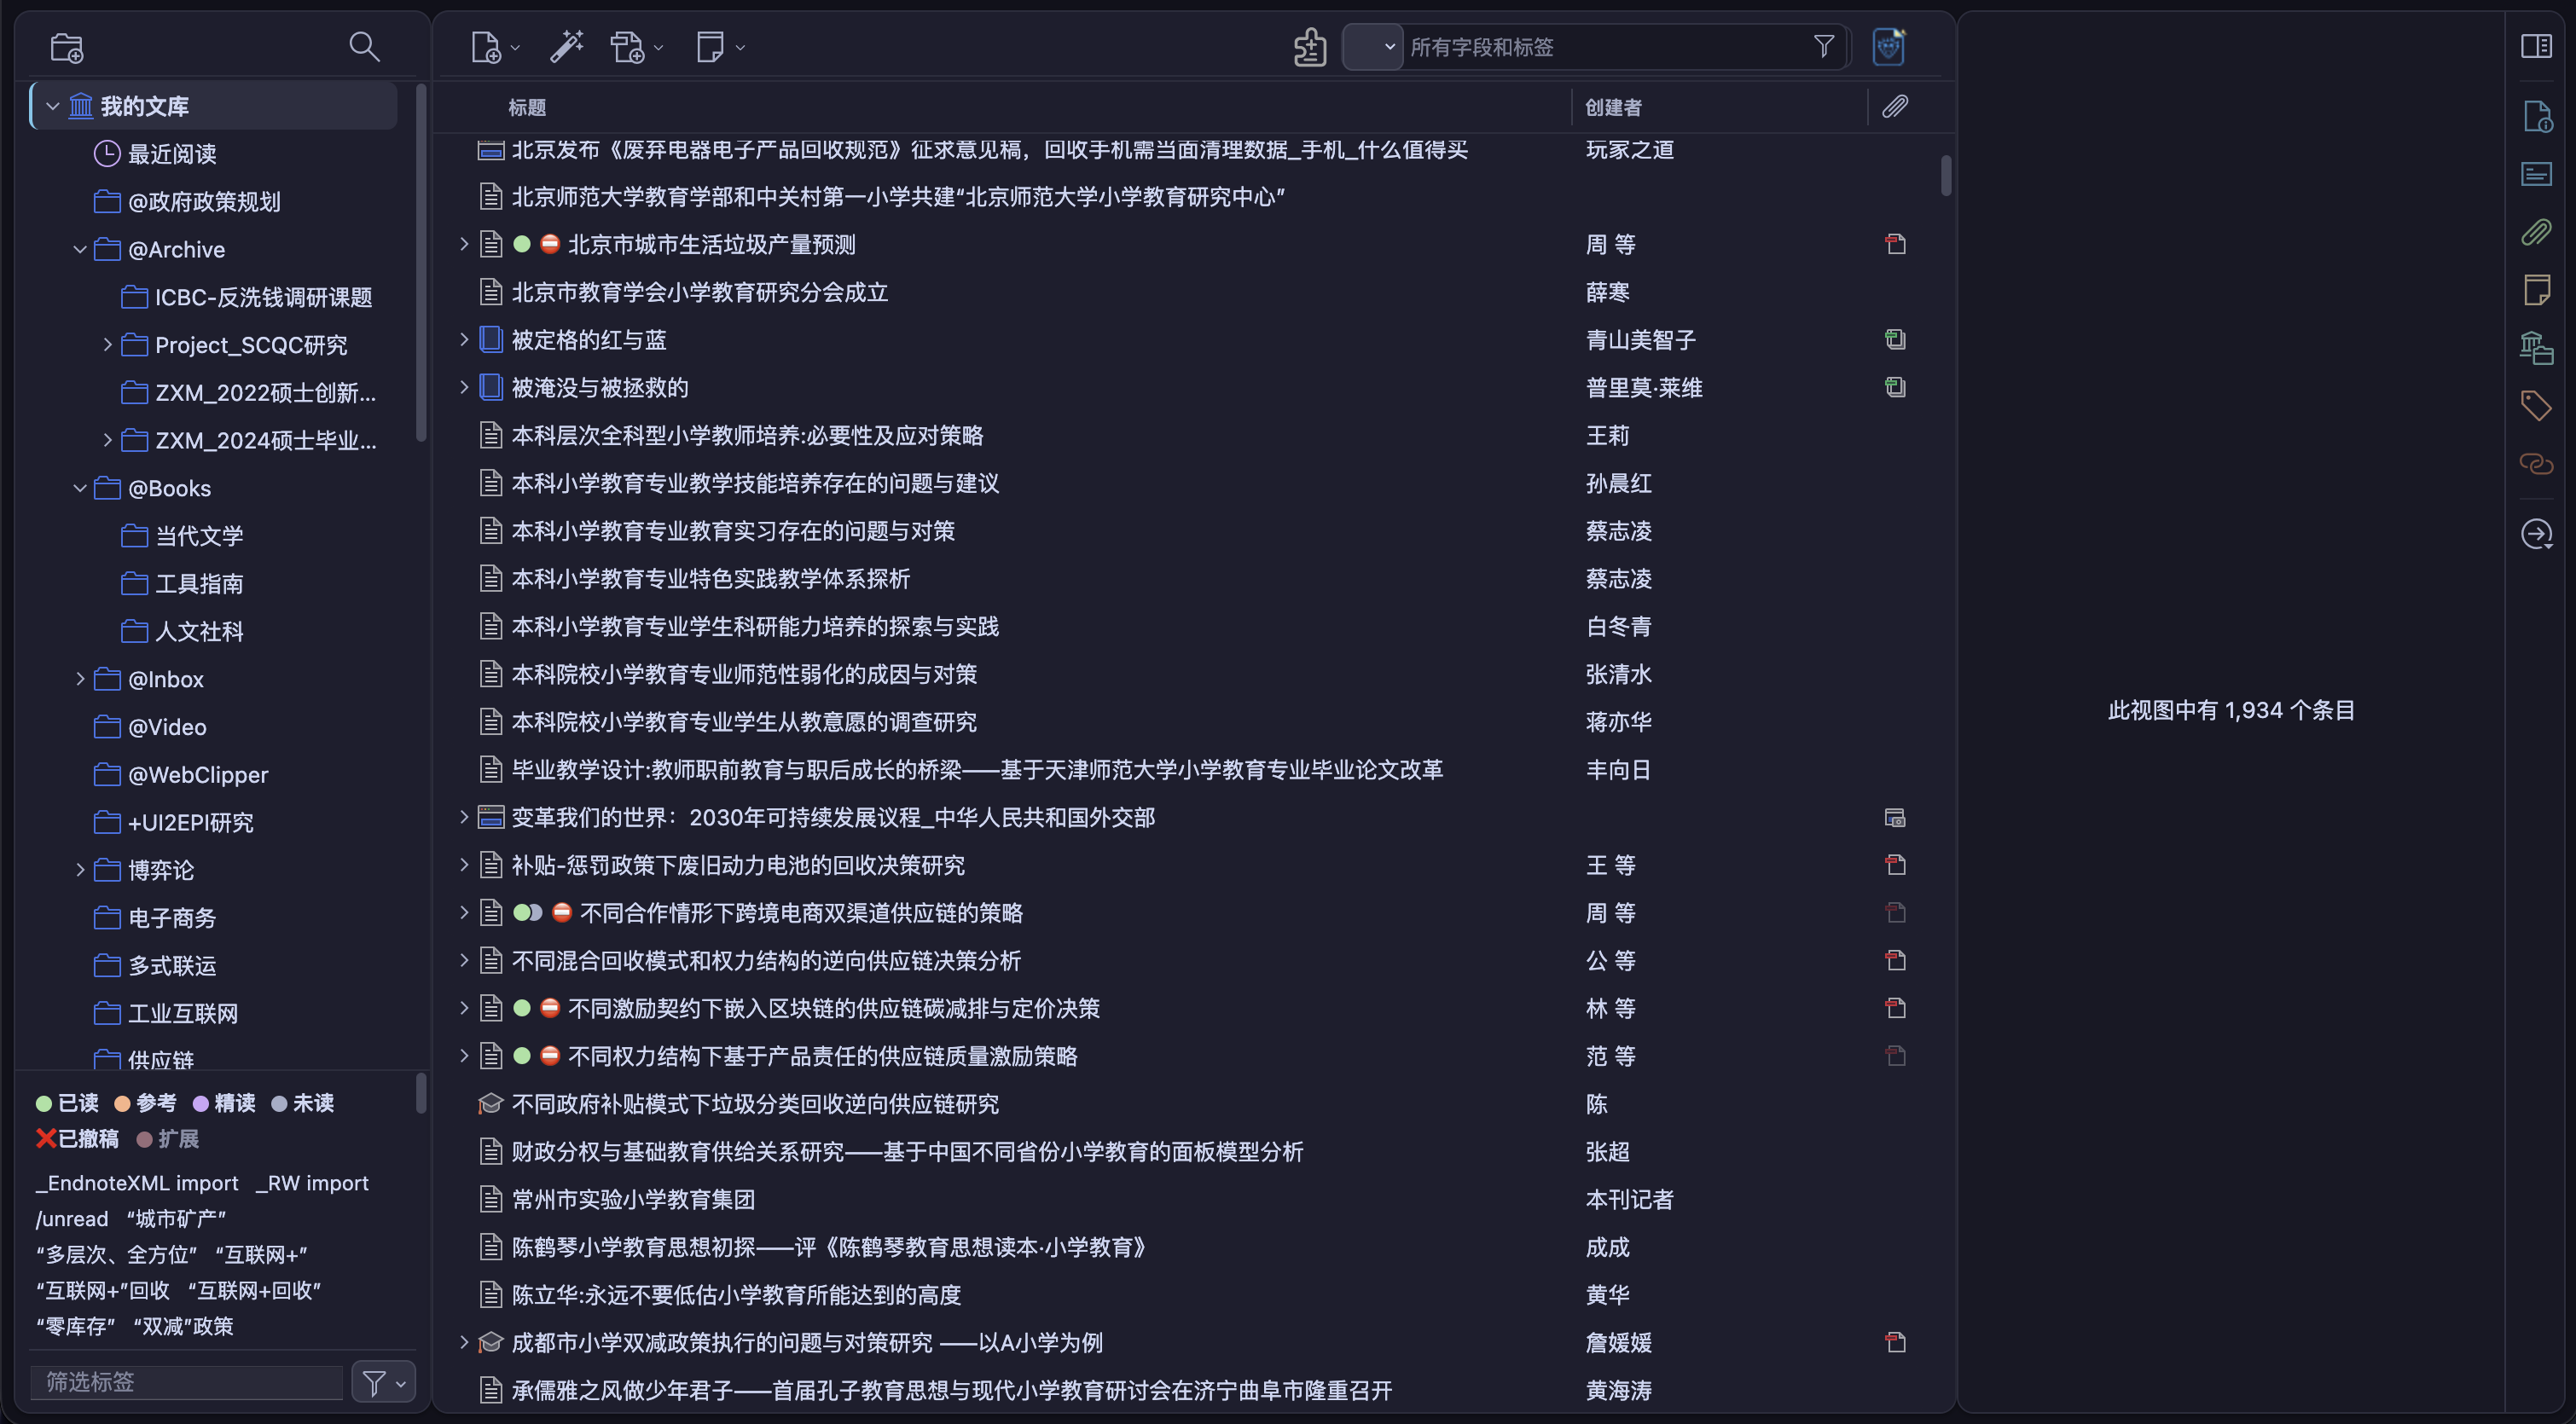 所有字段和标签
我的文库
最近阅读
@政府政策规划
@Archive
ICBC-反洗钱调研课题
Project_SCQC研究
ZXM_2022硕士创新...
ZXM_2024硕士毕业...
@Books
当代文学
工具指南
人文社科
@Inbox
@Video
@WebClipper
+UI2EPI研究
博弈论
电子商务
多式联运
工业互联网
供应链
已读 参考 精读 未读
已撤稿 扩展
_EndnoteXML import _RW import
/unread “城市矿产”
“多层次、全方位” “互联网+”
“互联网+”回收 “互联网+回收”
“零库存” “双减”政策
筛选标签
标题 创建者
北京发布《废弃电器电子产品回收规范》征求意见稿，回收手机需当面清理数据_手机_什么值得买 玩家之道
北京师范大学教育学部和中关村第一小学共建“北京师范大学小学教育研究中心”
北京市城市生活垃圾产量预测 周 等
北京市教育学会小学教育研究分会成立 薛寒
被定格的红与蓝 青山美智子
被淹没与被拯救的 普里莫·莱维
本科层次全科型小学教师培养:必要性及应对策略 王莉
本科小学教育专业教学技能培养存在的问题与建议 孙晨红
本科小学教育专业教育实习存在的问题与对策 蔡志凌
本科小学教育专业特色实践教学体系探析 蔡志凌
本科小学教育专业学生科研能力培养的探索与实践 白冬青
本科院校小学教育专业师范性弱化的成因与对策 张清水
本科院校小学教育专业学生从教意愿的调查研究 蒋亦华
毕业教学设计:教师职前教育与职后成长的桥梁——基于天津师范大学小学教育专业毕业论文改革 丰向日
变革我们的世界：2030年可持续发展议程_中华人民共和国外交部
补贴-惩罚政策下废旧动力电池的回收决策研究 王 等
不同合作情形下跨境电商双渠道供应链的策略 周 等
不同混合回收模式和权力结构的逆向供应链决策分析 公 等
不同激励契约下嵌入区块链的供应链碳减排与定价决策 林 等
不同权力结构下基于产品责任的供应链质量激励策略 范 等
不同政府补贴模式下垃圾分类回收逆向供应链研究 陈
财政分权与基础教育供给关系研究——基于中国不同省份小学教育的面板模型分析 张超
常州市实验小学教育集团 本刊记者
陈鹤琴小学教育思想初探——评《陈鹤琴教育思想读本·小学教育》 成成
陈立华:永远不要低估小学教育所能达到的高度 黄华
成都市小学双减政策执行的问题与对策研究 ——以A小学为例 詹媛媛
承儒雅之风做少年君子——首届孔子教育思想与现代小学教育研讨会在济宁曲阜市隆重召开 黄海涛
此视图中有 1,934 个条目